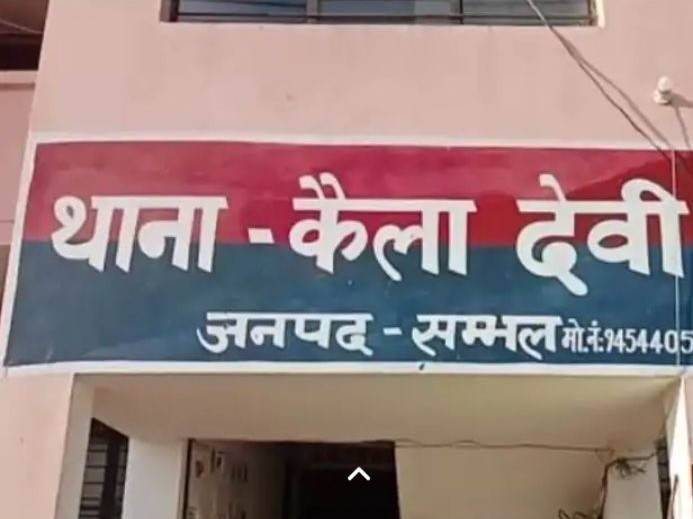 थाना - कैला देवी
जनपद - सम्भल मो.नं:9454405